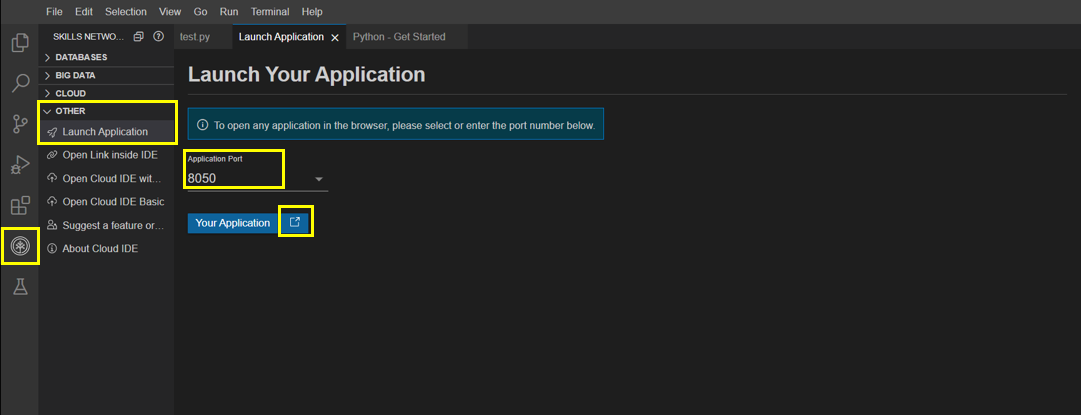 File Edit Selection View Go Run Terminal Help
SKILLS NETWO...
test.py Launch Application Python - Get Started
DATABASES
BIG DATA
CLOUD
OTHER
Launch Application
Open Link inside IDE
Open Cloud IDE wit...
Open Cloud IDE Basic
Suggest a feature or...
About Cloud IDE
Launch Your Application
To open any application in the browser, please select or enter the port number below.
Application Port
8050
Your Application